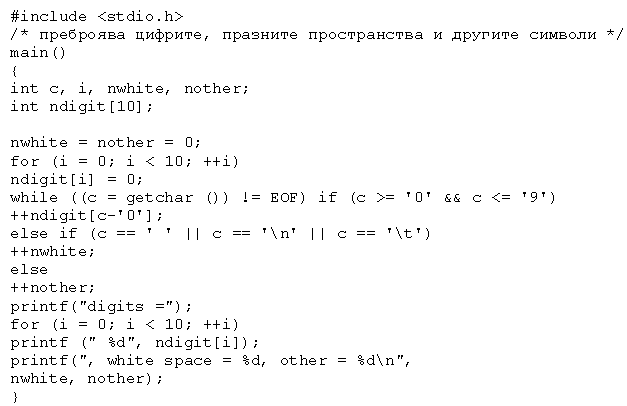 #include <stdio.h>
/* преброява цифрите, празните пространства и другите символи */
main()
{
int c, i, nwhite, nother;
int ndigit[10];

nwhite = nother = 0;
for (i = 0; i < 10; ++i)
ndigit[i] = 0;
while ((c = getchar ()) != EOF) if (c >= '0' && c <= '9')
++ndigit[c-'0'];
else if (c == ' ' || c == '\n' || c == '\t')
++nwhite;
else
++nother;
printf("digits =");
for (i = 0; i < 10; ++i)
printf (" %d", ndigit[i]);
printf(", white space = %d, other = %d\n",
nwhite, nother);
}